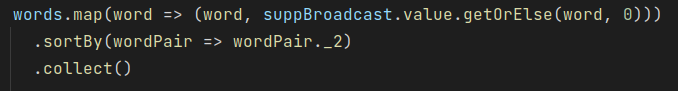 words.map(word => (word, suppBroadcast.value.getOrElse(word, 0)))
  .sortBy(wordPair => wordPair._2)
  .collect()